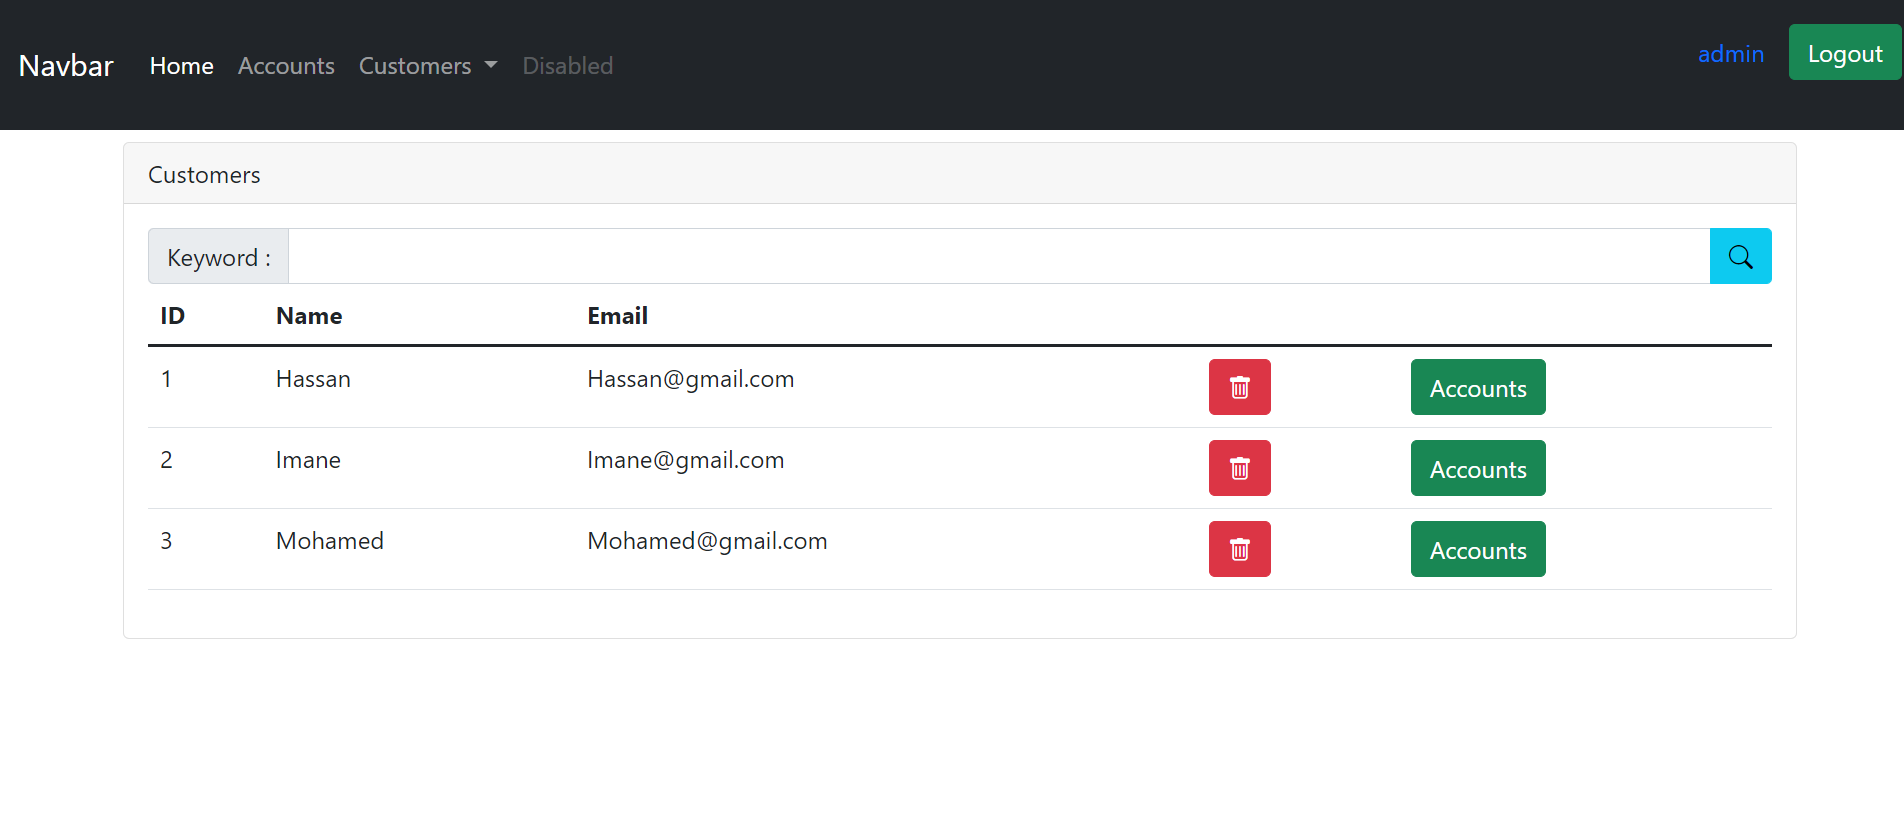 Navbar Home Accounts Customers Disabled admin Logout
Customers
Keyword :
ID Name Email
1 Hassan Hassan@gmail.com Accounts
2 Imane Imane@gmail.com Accounts
3 Mohamed Mohamed@gmail.com Accounts